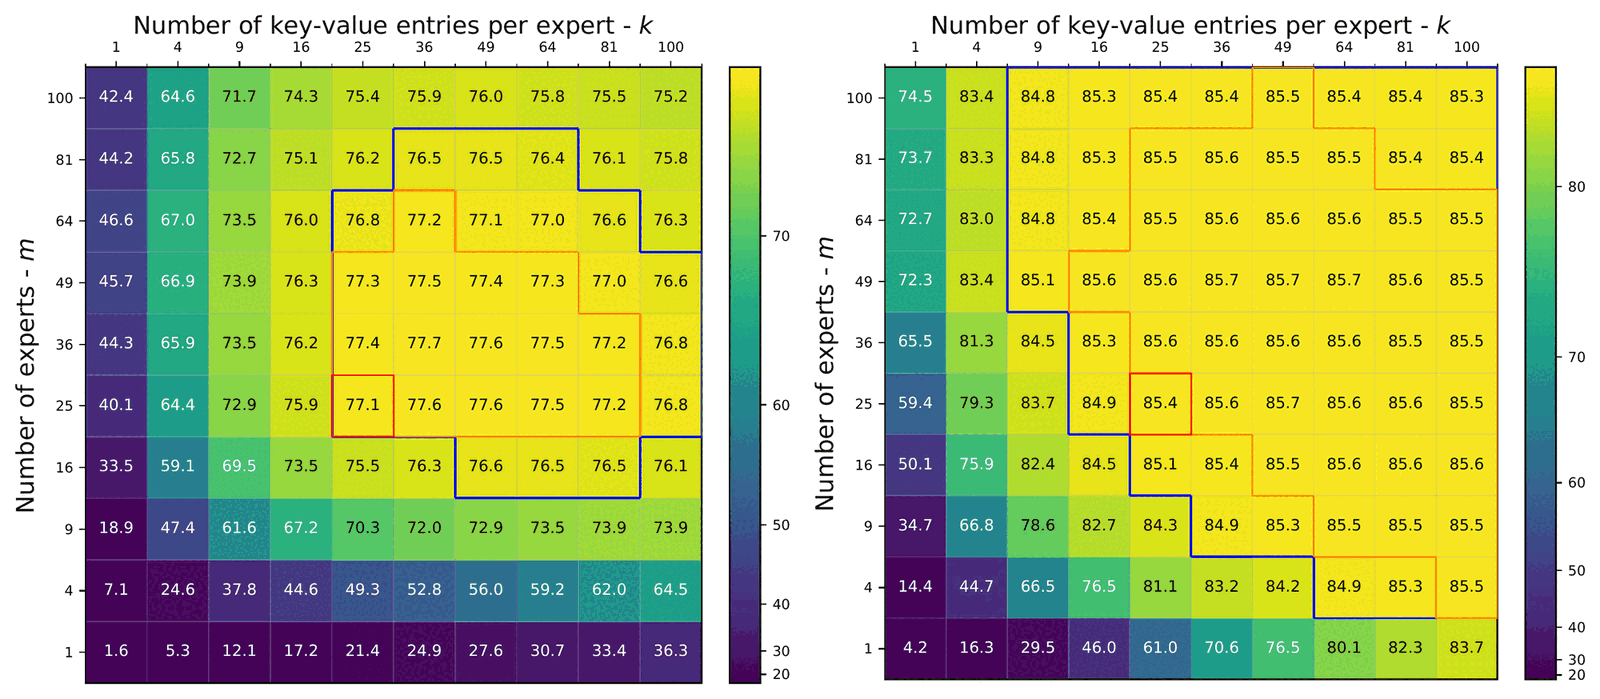 Number of key-value entries per expert - k
1 4 9 16 25 36 49 64 81 100
Number of experts - m
100 42.4 64.6 71.7 74.3 75.4 75.9 76.0 75.8 75.5 75.2
81 44.2 65.8 72.7 75.1 76.2 76.5 76.5 76.4 76.1 75.8
64 46.6 67.0 73.5 76.0 76.8 77.2 77.1 77.0 76.6 76.3
49 45.7 66.9 73.9 76.3 77.3 77.5 77.4 77.3 77.0 76.6
36 44.3 65.9 73.5 76.2 77.4 77.7 77.6 77.5 77.2 76.8
25 40.1 64.4 72.9 75.9 77.1 77.6 77.6 77.5 77.2 76.8
16 33.5 59.1 69.5 73.5 75.5 76.3 76.6 76.5 76.5 76.1
9 18.9 47.4 61.6 67.2 70.3 72.0 72.9 73.5 73.9 73.9
4 7.1 24.6 37.8 44.6 49.3 52.8 56.0 59.2 62.0 64.5
1 1.6 5.3 12.1 17.2 21.4 24.9 27.6 30.7 33.4 36.3
70
60
50
40
30
20
Number of key-value entries per expert - k
1 4 9 16 25 36 49 64 81 100
Number of experts - m
100 74.5 83.4 84.8 85.3 85.4 85.4 85.5 85.4 85.4 85.3
81 73.7 83.3 84.8 85.3 85.5 85.6 85.5 85.5 85.4 85.4
64 72.7 83.0 84.8 85.4 85.5 85.6 85.6 85.6 85.5 85.5
49 72.3 83.4 85.1 85.6 85.6 85.7 85.7 85.7 85.6 85.5
36 65.5 81.3 84.5 85.3 85.6 85.6 85.6 85.6 85.5 85.5
25 59.4 79.3 83.7 84.9 85.4 85.6 85.7 85.6 85.6 85.5
16 50.1 75.9 82.4 84.5 85.1 85.4 85.5 85.6 85.6 85.6
9 34.7 66.8 78.6 82.7 84.3 84.9 85.3 85.5 85.5 85.5
4 14.4 44.7 66.5 76.5 81.1 83.2 84.2 84.9 85.3 85.5
1 4.2 16.3 29.5 46.0 61.0 70.6 76.5 80.1 82.3 83.7
80
70
60
50
40
30
20